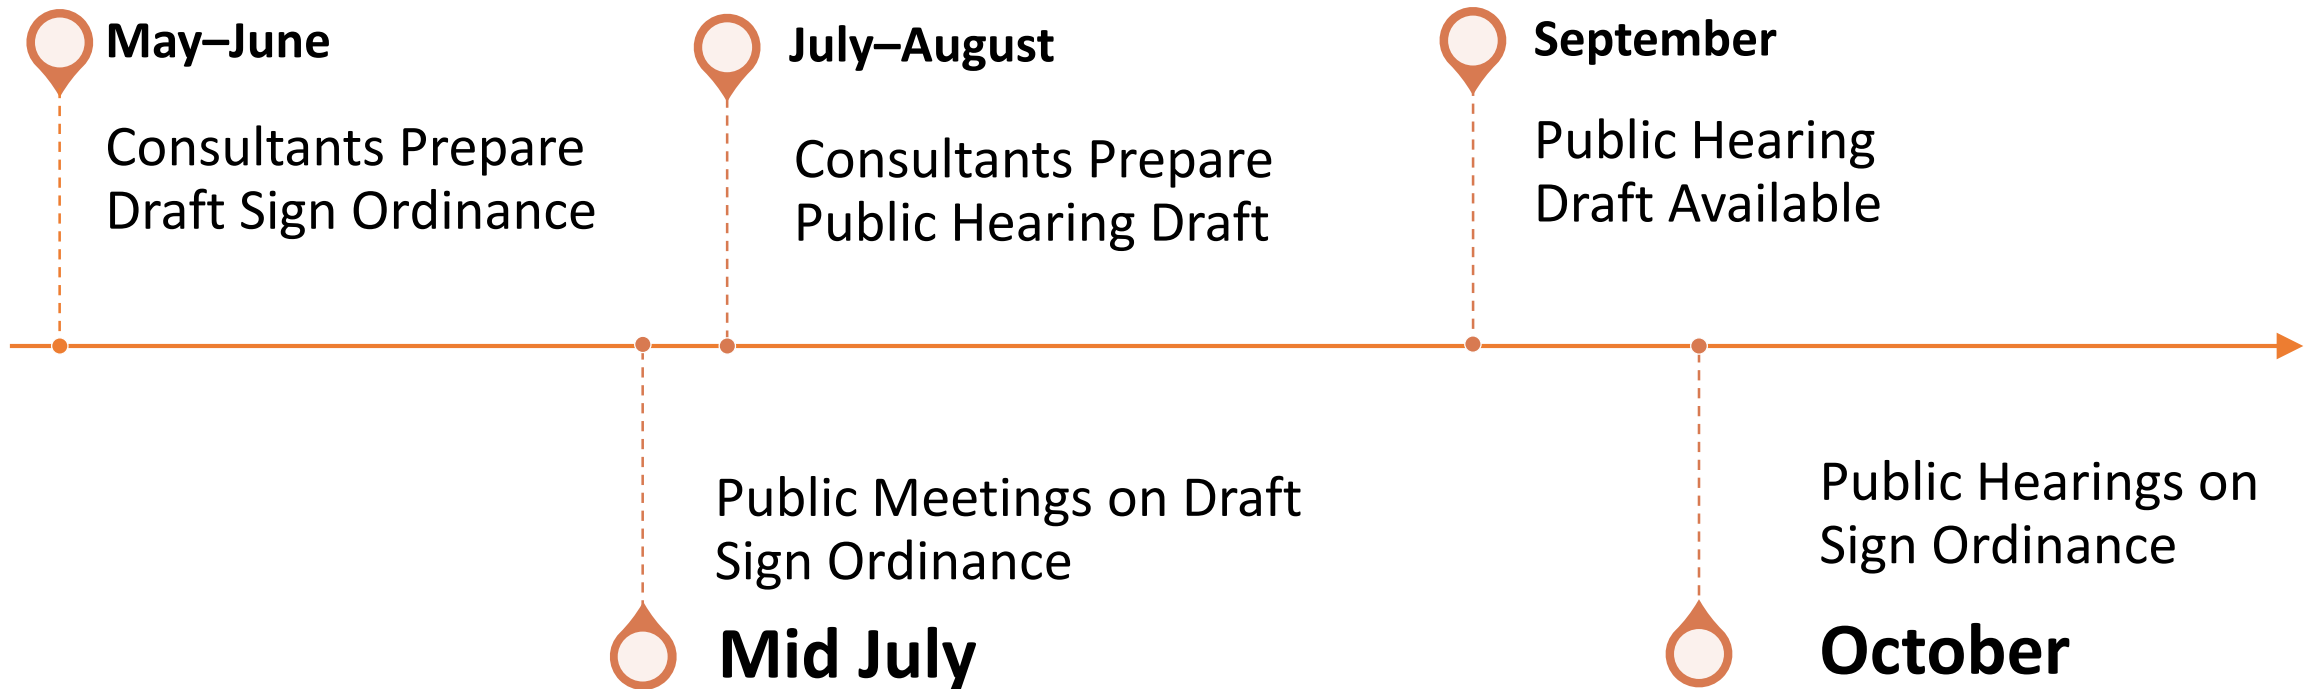 May–June
Consultants Prepare
Draft Sign Ordinance
July–August
Consultants Prepare
Public Hearing Draft
September
Public Hearing
Draft Available
Public Meetings on Draft
Sign Ordinance
Mid July
Public Hearings on
Sign Ordinance
October